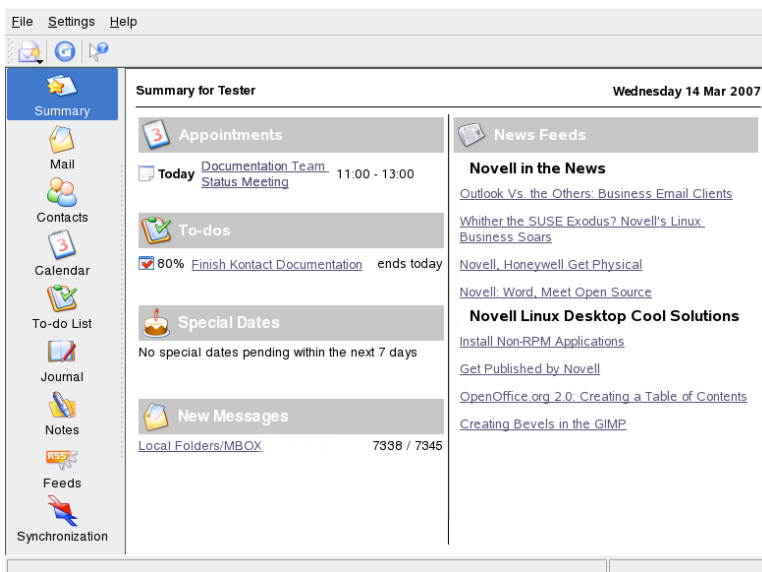 File Settings Help
Summary
Mail
Contacts
3
Calendar
To-do List
Journal
Notes
RSS
Feeds
Synchronization
Summary for Tester
Wednesday 14 Mar 2007
3 Appointments
Today Documentation Team
Status Meeting
11:00 - 13:00
To-dos
80% Finish Kontact Documentation ends today
Special Dates
No special dates pending within the next 7 days
New Messages
Local Folders/MBOX 7338 / 7345
News Feeds
Novell in the News
Outlook Vs. the Others: Business Email Clients
Whither the SUSE Exodus? Novell's Linux
Business Soars
Novell, Honeywell Get Physical
Novell: Word, Meet Open Source
Novell Linux Desktop Cool Solutions
Install Non-RPM Applications
Get Published by Novell
OpenOffice.org 2.0: Creating a Table of Contents
Creating Bevels in the GIMP